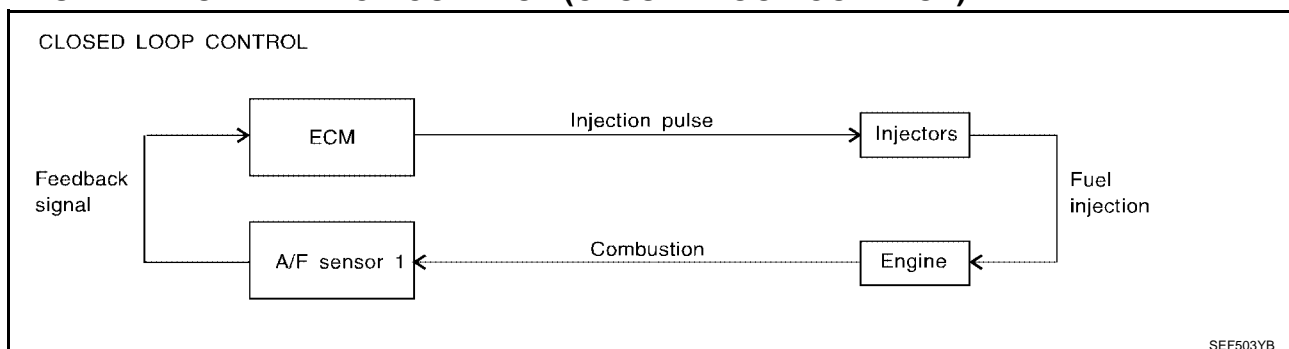 CLOSED LOOP CONTROL
ECM
Injection pulse
Injectors
Feedback
signal
Fuel
injection
A/F sensor 1
Combustion
Engine
SEF503YB